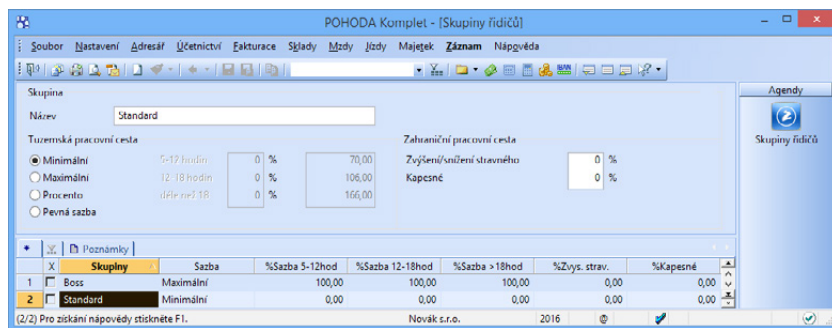 POHODA Komplet - [Skupiny řidičů]
Soubor Nastavení Adresář Účetnictví Fakturace Sklady Mzdy Jízdy Majetek Záznam Nápověda
Skupina
Agendy
Název Standard
Skupiny řidičů
Tuzemská pracovní cesta Zahraniční pracovní cesta
Minimální 5-12 hodin 0 % 70,00 Zvýšení/snížení stravného 0 %
Maximální 12-18 hodin 0 % 106,00 Kapesné 0 %
Procento déle než 18 0 % 166,00
Pevná sazba
Poznámky
X Skupiny Sazba %Sazba 5-12hod %Sazba 12-18hod %Sazba >18hod %Zvys. strav. %Kapesné
1 Boss Maximální 100,00 100,00 100,00 0,00 0,00
2 Standard Minimální 0,00 0,00 0,00 0,00 0,00
(2/2) Pro získání nápovědy stiskněte F1. Novák s.r.o. 2016 @